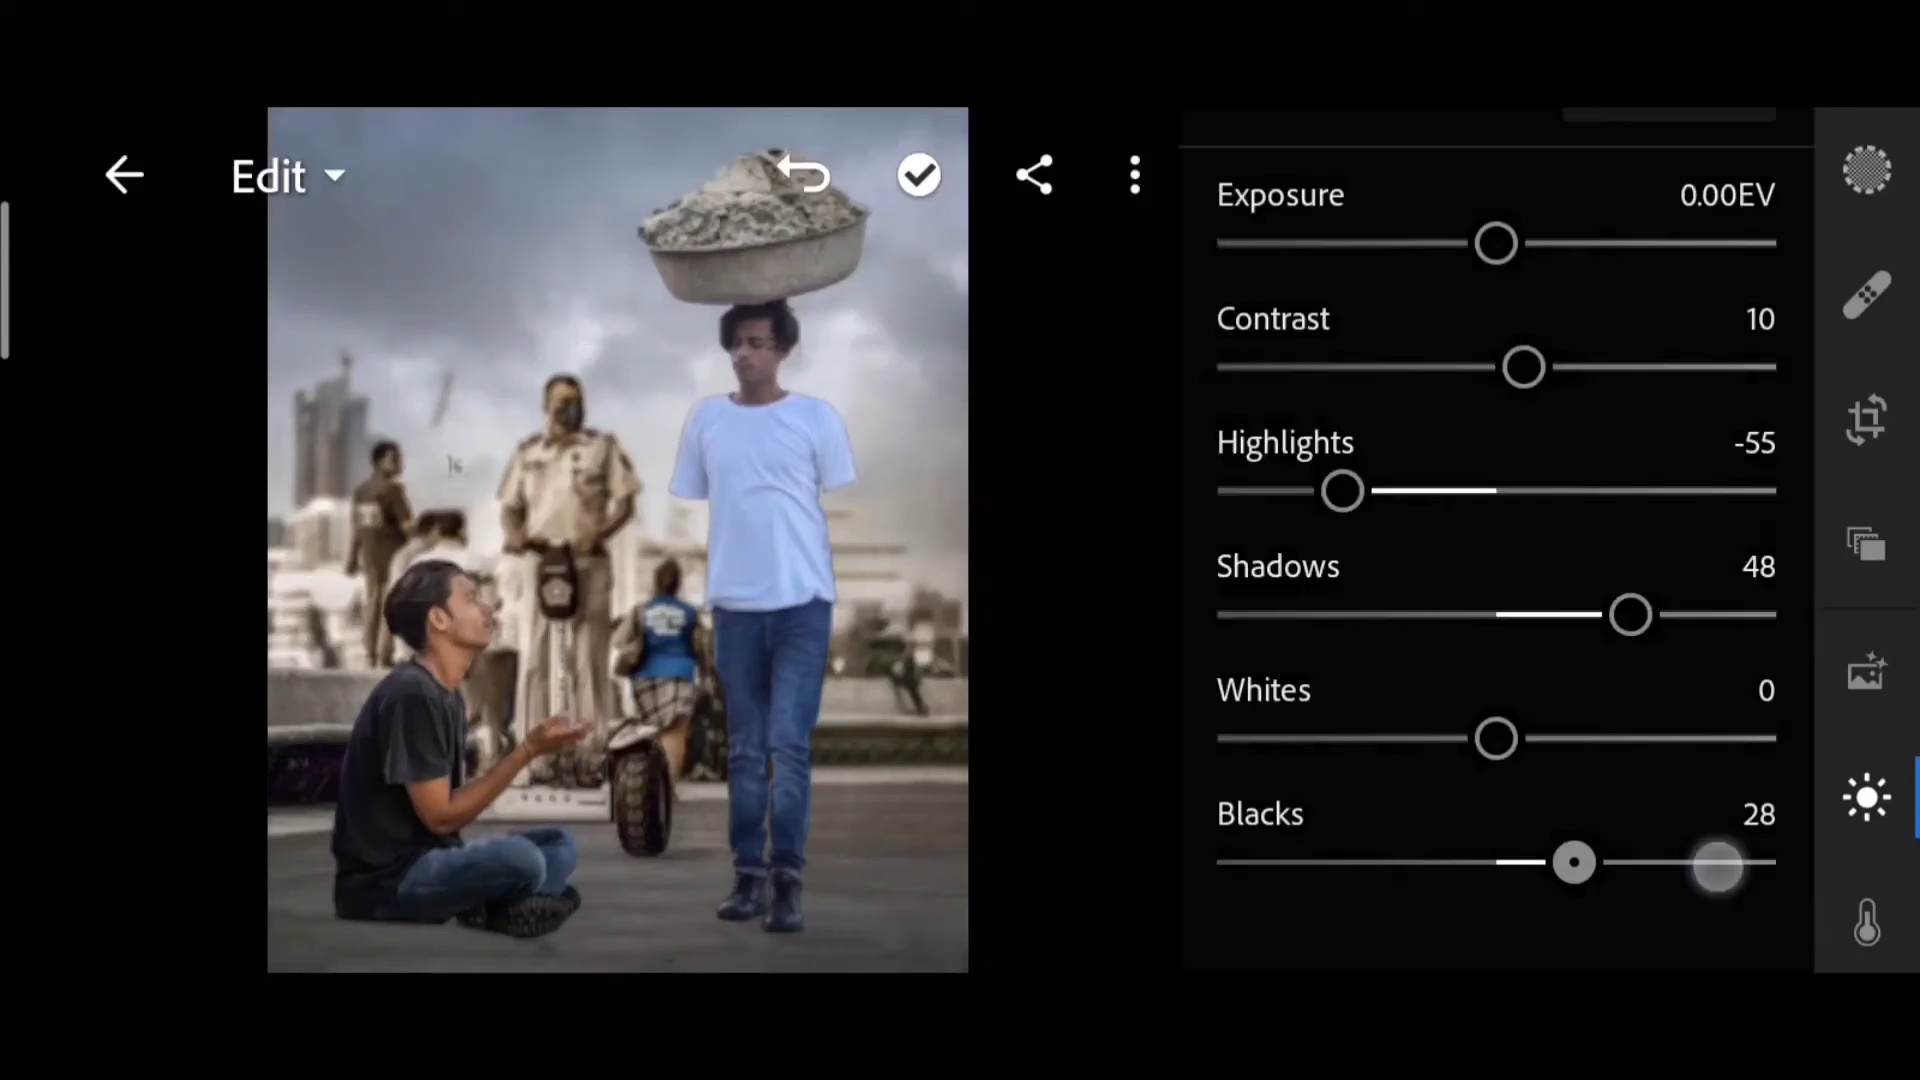 Edit
Exposure 0.00EV
Contrast 10
Highlights -55
Shadows 48
Whites 0
Blacks 28